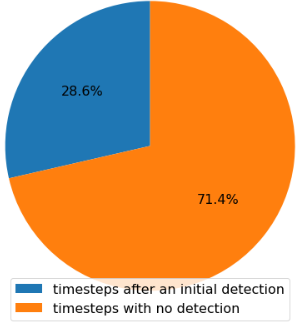 28.6%
71.4%
timesteps after an initial detection
timesteps with no detection